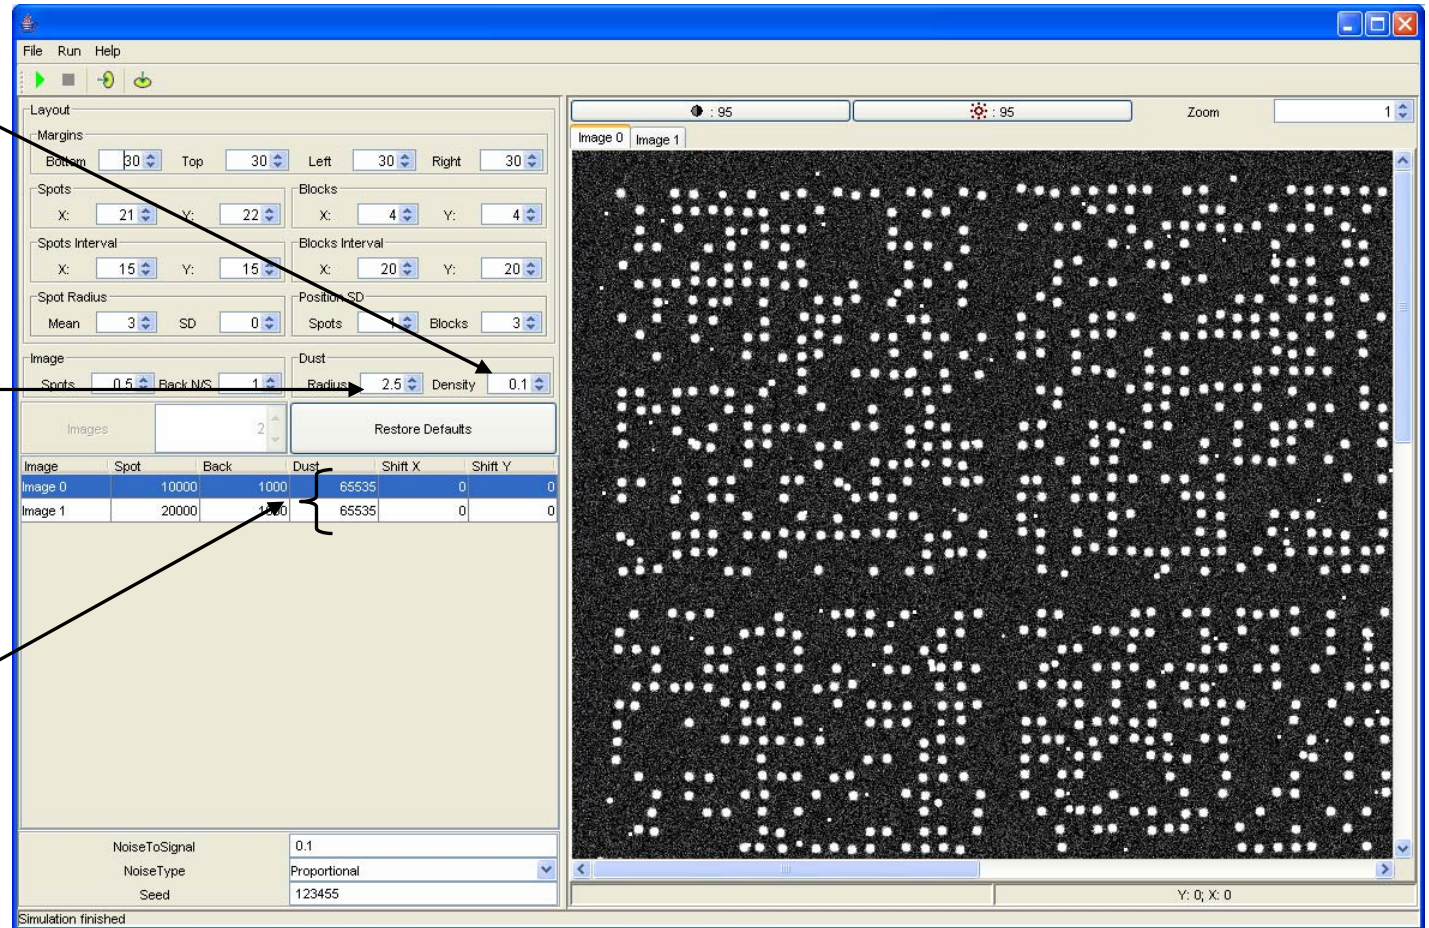 File Run Help
Layout
Margins
Bottom 30 Top 30 Left 30 Right 30
Spots Blocks
X: 21 Y: 22 X: 4 Y: 4
Spots Interval Blocks Interval
X: 15 Y: 15 X: 20 Y: 20
Spot Radius Position SD
Mean 3 SD 0 Spots 1 Blocks 3
Image Dust
Spots 0.5 Back N/S 1 Radius 2.5 Density 0.1
Images 2 Restore Defaults
Image Spot Back Dust Shift X Shift Y
Image 0 10000 1000 65535 0 0
Image 1 20000 1000 65535 0 0
NoiseToSignal 0.1
NoiseType Proportional
Seed 123455
Simulation finished
: 95 : 95 Zoom 1
Image 0 Image 1
Y: 0; X: 0